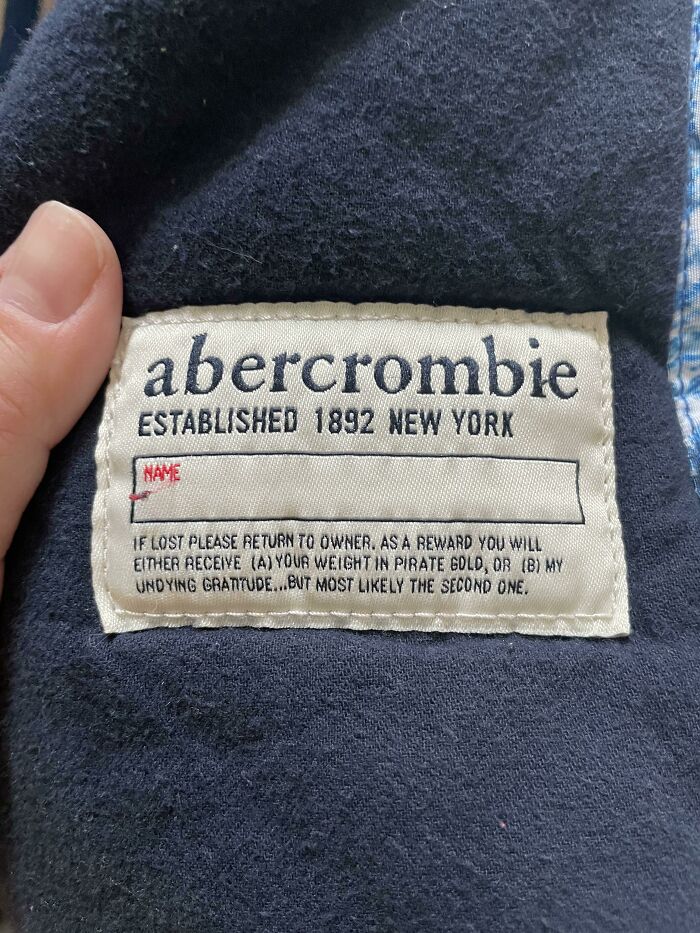 abercrombie
ESTABLISHED 1892 NEW YORK
NAME
IF LOST PLEASE RETURN TO OWNER. AS A REWARD YOU WILL
EITHER RECEIVE (A) YOUR WEIGHT IN PIRATE GOLD, OR (B) MY
UNDYING GRATITUDE...BUT MOST LIKELY THE SECOND ONE.